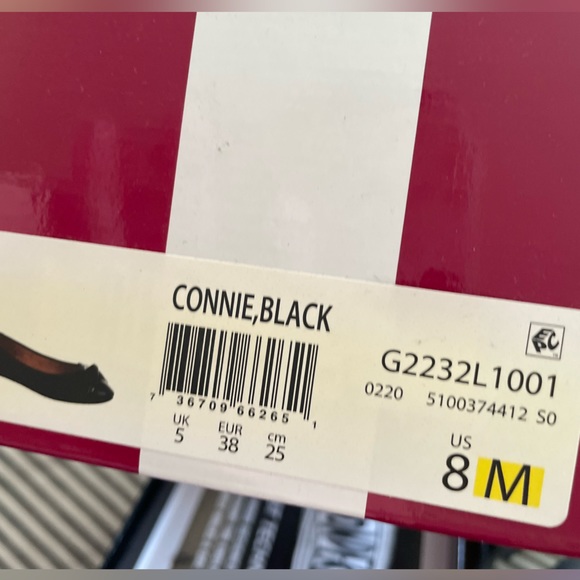 CONNIE,BLACK
7 36709 66265 1
UK EUR cm
5 38 25
G2232L1001
0220 5100374412 S0
US
8 M